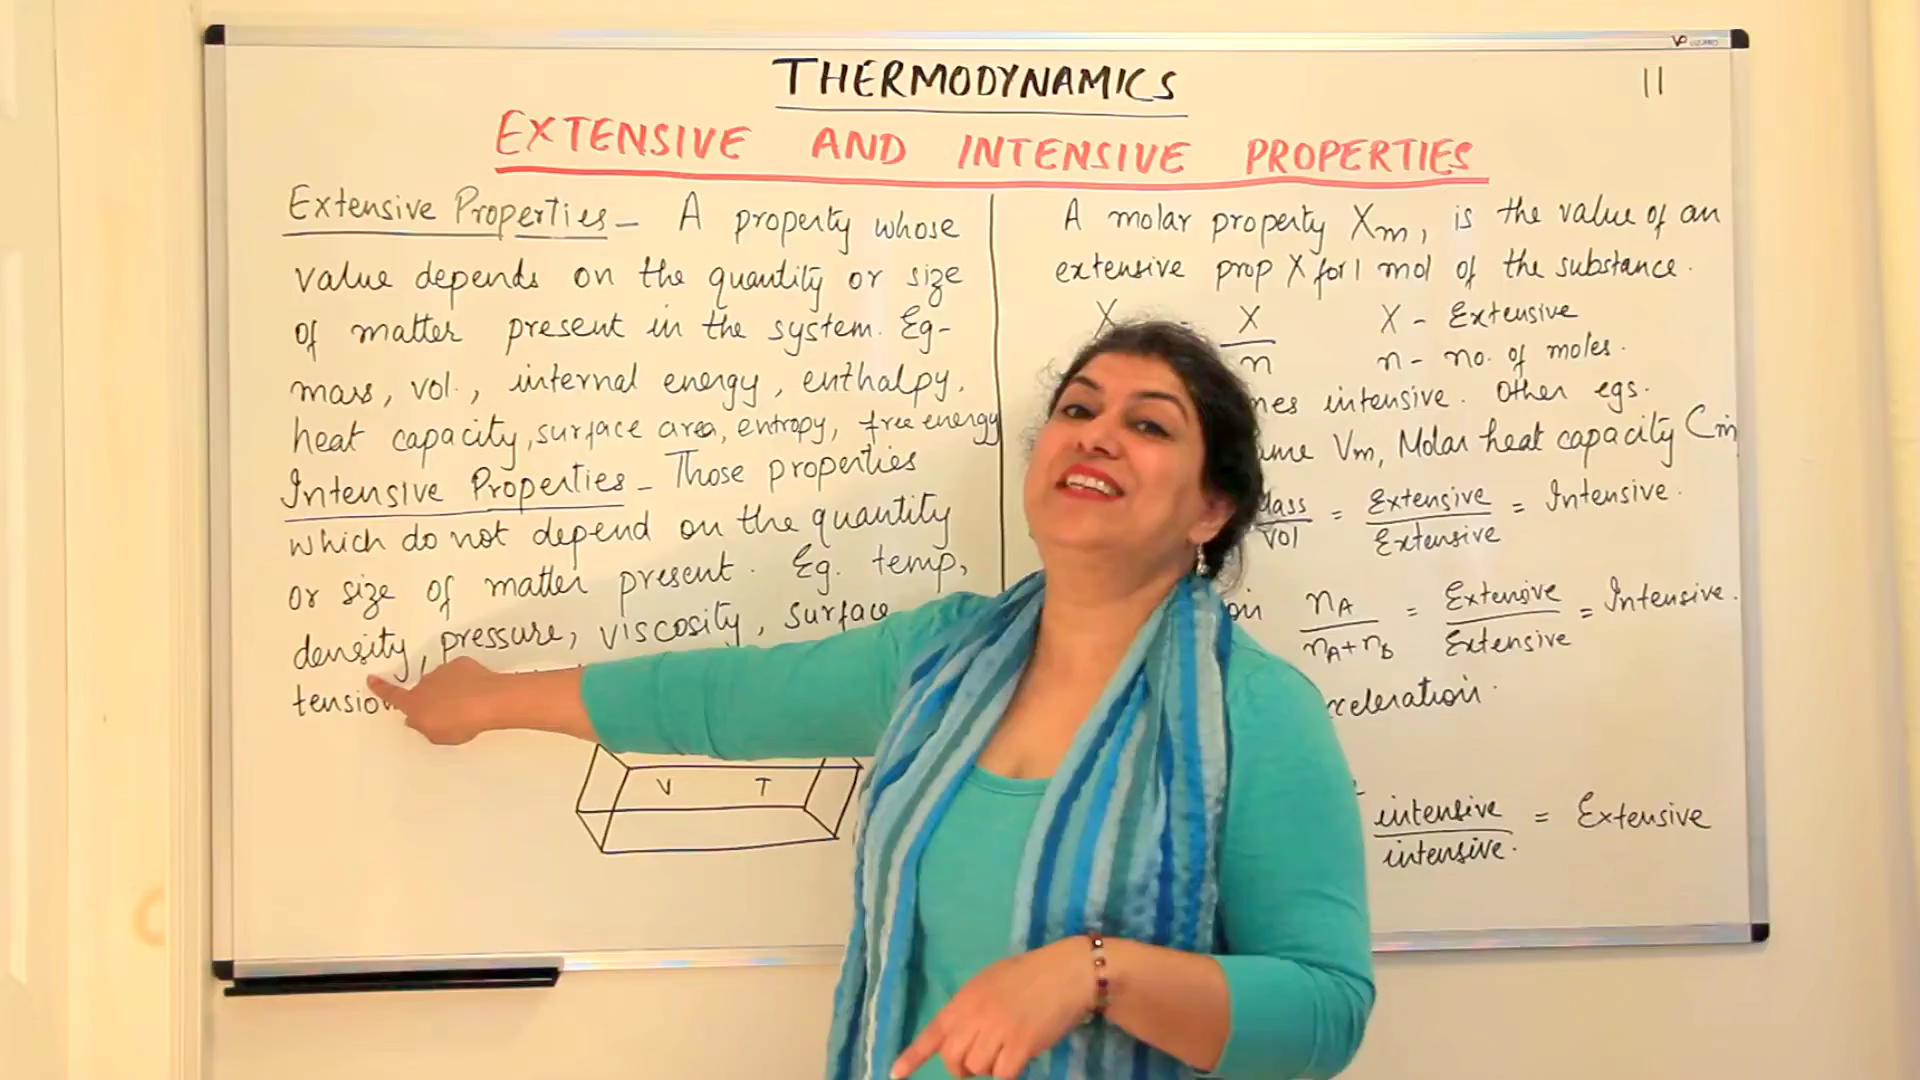 THERMODYNAMICS
11
EXTENSIVE AND INTENSIVE PROPERTIES
Extensive Properties - A property whose
value depends on the quantity or size
of matter present in the system. Eg-
mass, vol., internal energy, enthalpy,
heat capacity, surface area, entropy, free energy
Intensive Properties - Those properties
which do not depend on the quantity
or size of matter present. Eg. temp,
density, pressure, viscosity, surface
tension
V T
A molar property Xm, is the value of an
extensive prop X for 1 mol of the substance.
X = X/n X - Extensive
n - no. of moles.
intensive. Other egs.
Vm, Molar heat capacity Cm
Mass/vol = Extensive/Extensive = Intensive.
nA/nA+nB = Extensive/Extensive = Intensive.
intensive/intensive. = Extensive